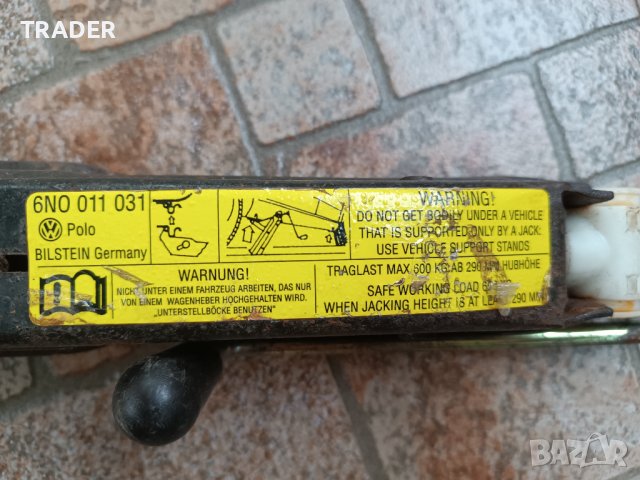 TRADER
6N0 011 031
Polo
BILSTEIN Germany
WARNUNG!
NICHT UNTER EINEM FAHRZEUG ARBEITEN, DAS NUR
VON EINEM WAGENHEBER HOCHGEHALTEN WIRD.
„UNTERSTELLBÖCKE BENUTZEN"
WARNING!
DO NOT GET BODILY UNDER A VEHICLE
THAT IS SUPPORTED ONLY BY A JACK:
USE VEHICLE SUPPORT STANDS
TRAGLAST MAX 600 KG: AB 290 MM HUBHÖHE
SAFE WORKING LOAD
WHEN JACKING HEIGHT IS AT LEAST 290 MM
BAZAR